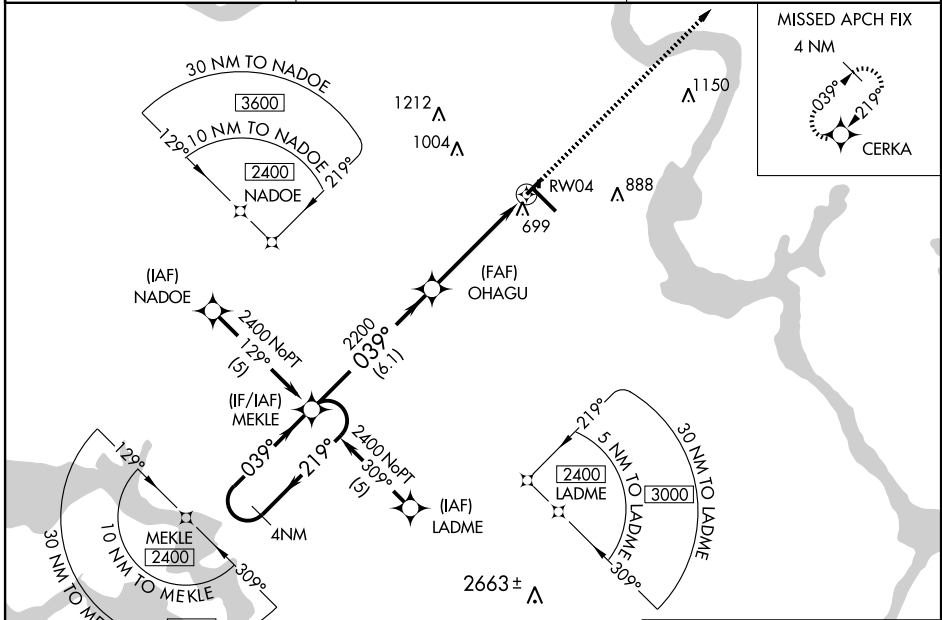 MISSED APCH FIX
4 NM
039°
219°
CERKA
30 NM TO NADOE
3600
10 NM TO NADOE
129°
219°
2400
NADOE
1212
1004
1150
RW04
888
699
(FAF)
OHAGU
(IAF)
NADOE
2400 NoPT
129°
(5)
2200
039°
(6.1)
(IF/IAF)
MEKLE
039°
219°
4NM
2400 NoPT
309°
(5)
(IAF)
LADME
219°
5 NM TO LADME
30 NM TO LADME
2400
LADME
3000
309°
129°
MEKLE
2400
10 NM TO MEKLE
309°
2663 ±